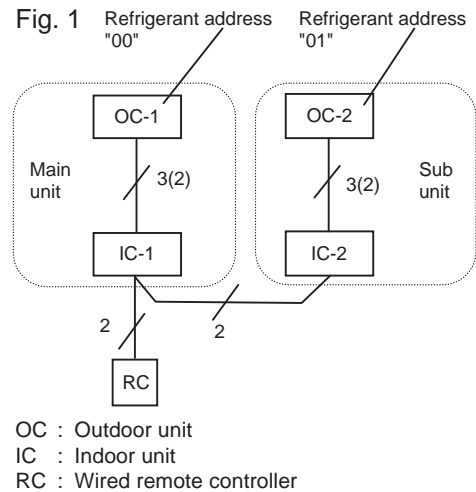 Fig. 1
Refrigerant address
"00"
Refrigerant address
"01"
OC-1
OC-2
Main
unit
3(2)
3(2)
Sub
unit
IC-1
IC-2
2
2
RC
OC : Outdoor unit
IC : Indoor unit
RC : Wired remote controller